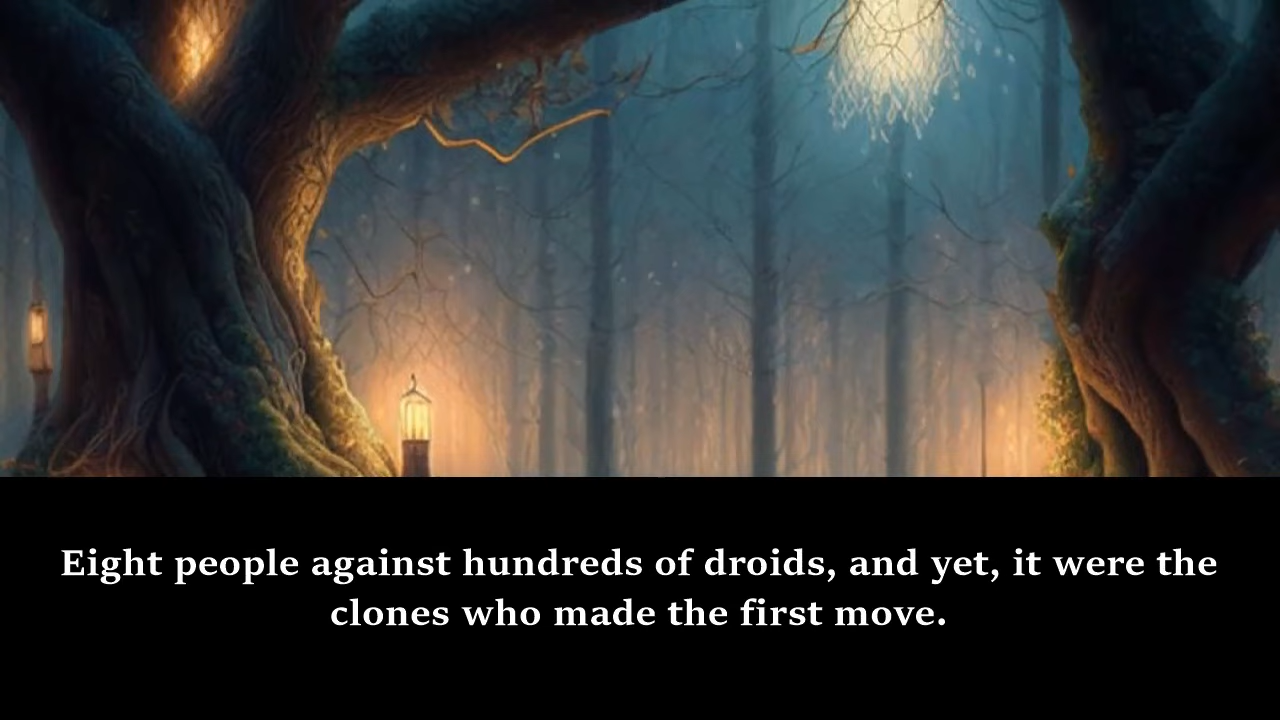 Eight people against hundreds of droids, and yet, it were the
clones who made the first move.